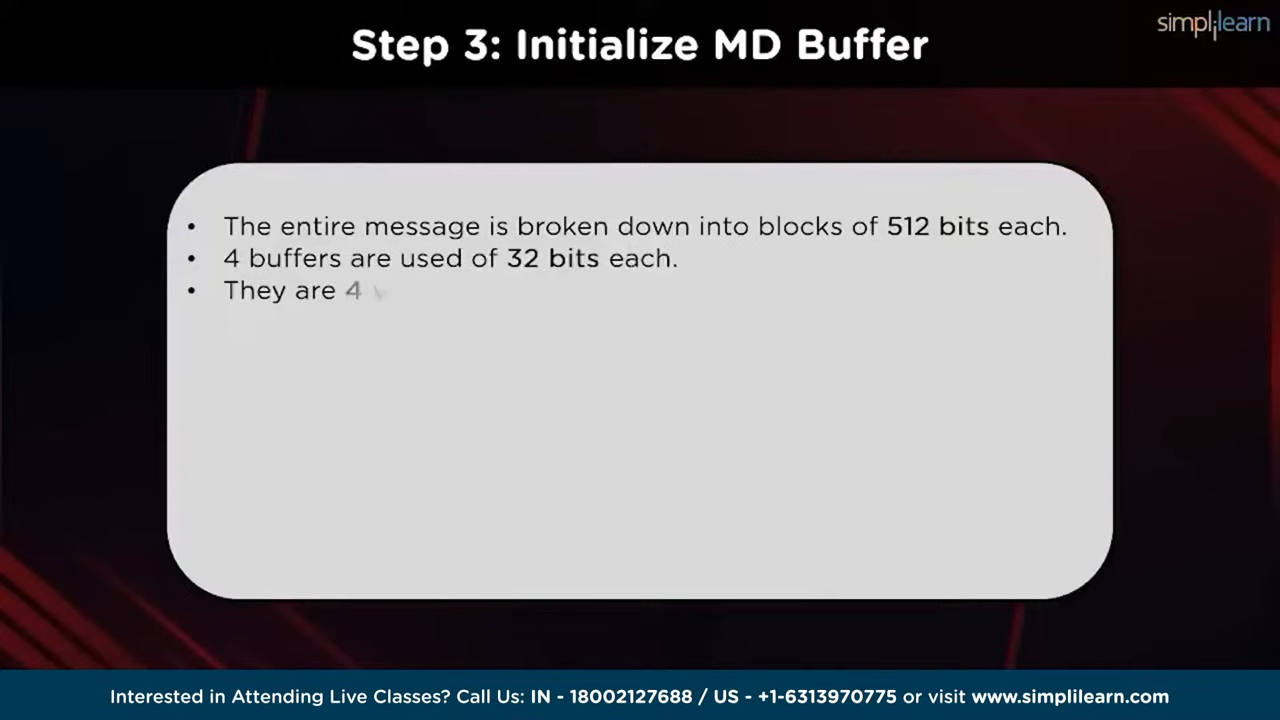 Step 3: Initialize MD Buffer
simplilearn
• The entire message is broken down into blocks of 512 bits each.
• 4 buffers are used of 32 bits each.
• They are 4
Interested in Attending Live Classes? Call Us: IN - 18002127688 / US - +1-6313970775 or visit www.simplilearn.com